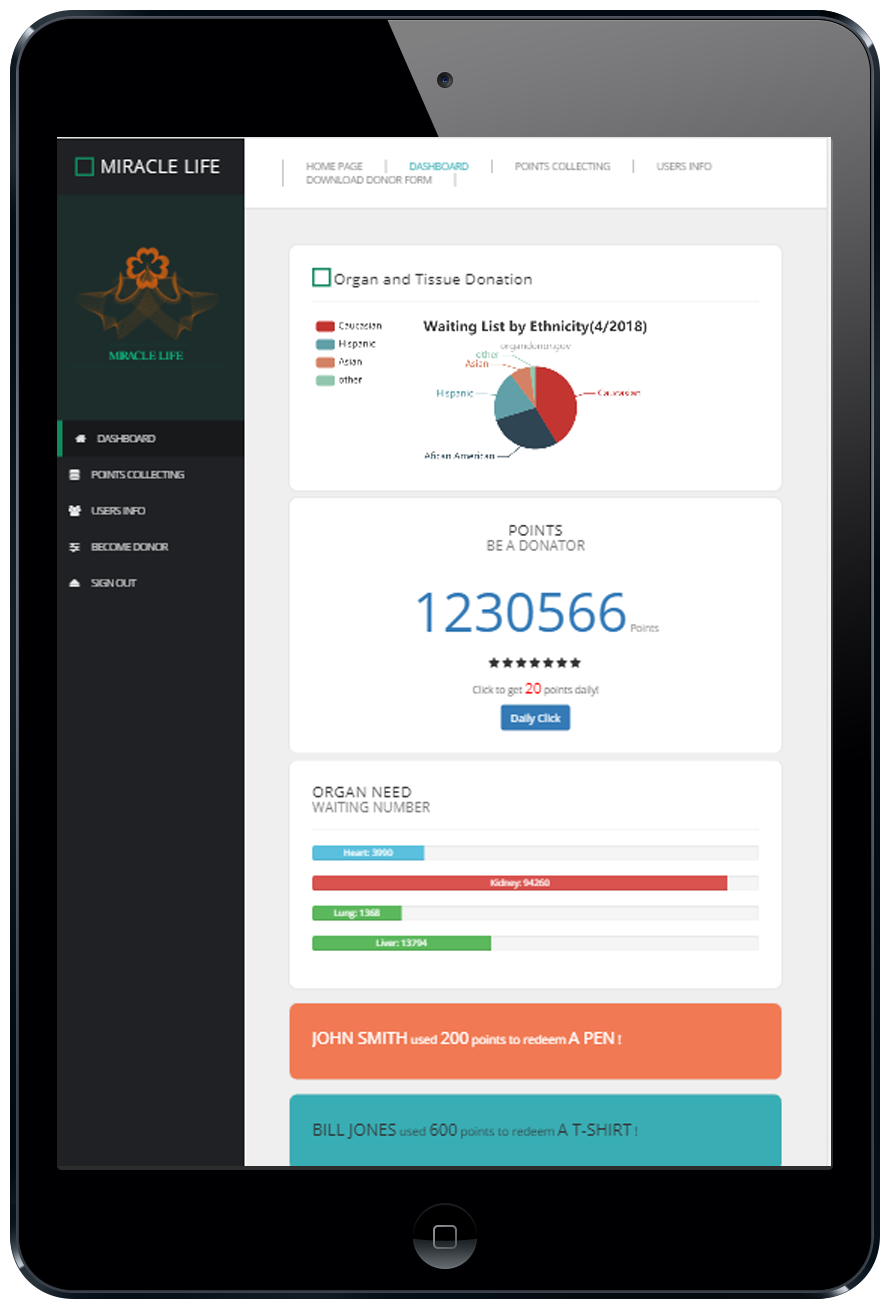 MIRACLE LIFE
HOME PAGE
DASHBOARD
POINTS COLLECTING
USERS INFO
DOWNLOAD DONOR FORM
MIRACLE LIFE
DASHBOARD
POINTS COLLECTING
USERS INFO
BECOME DONOR
SIGN OUT
Organ and Tissue Donation
Caucasian
Hispanic
Asian
other
Waiting List by Ethnicity(4/2018)
organdonor.gov
other
Asian
Hispanic
Caucasian
African American
POINTS
BE A DONATOR
1230566 Points
Click to get 20 points daily!
Daily Click
ORGAN NEED
WAITING NUMBER
Heart: 3990
Kidney: 94260
Lung: 1368
Liver: 13794
JOHN SMITH used 200 points to redeem A PEN !
BILL JONES used 600 points to redeem A T-SHIRT !